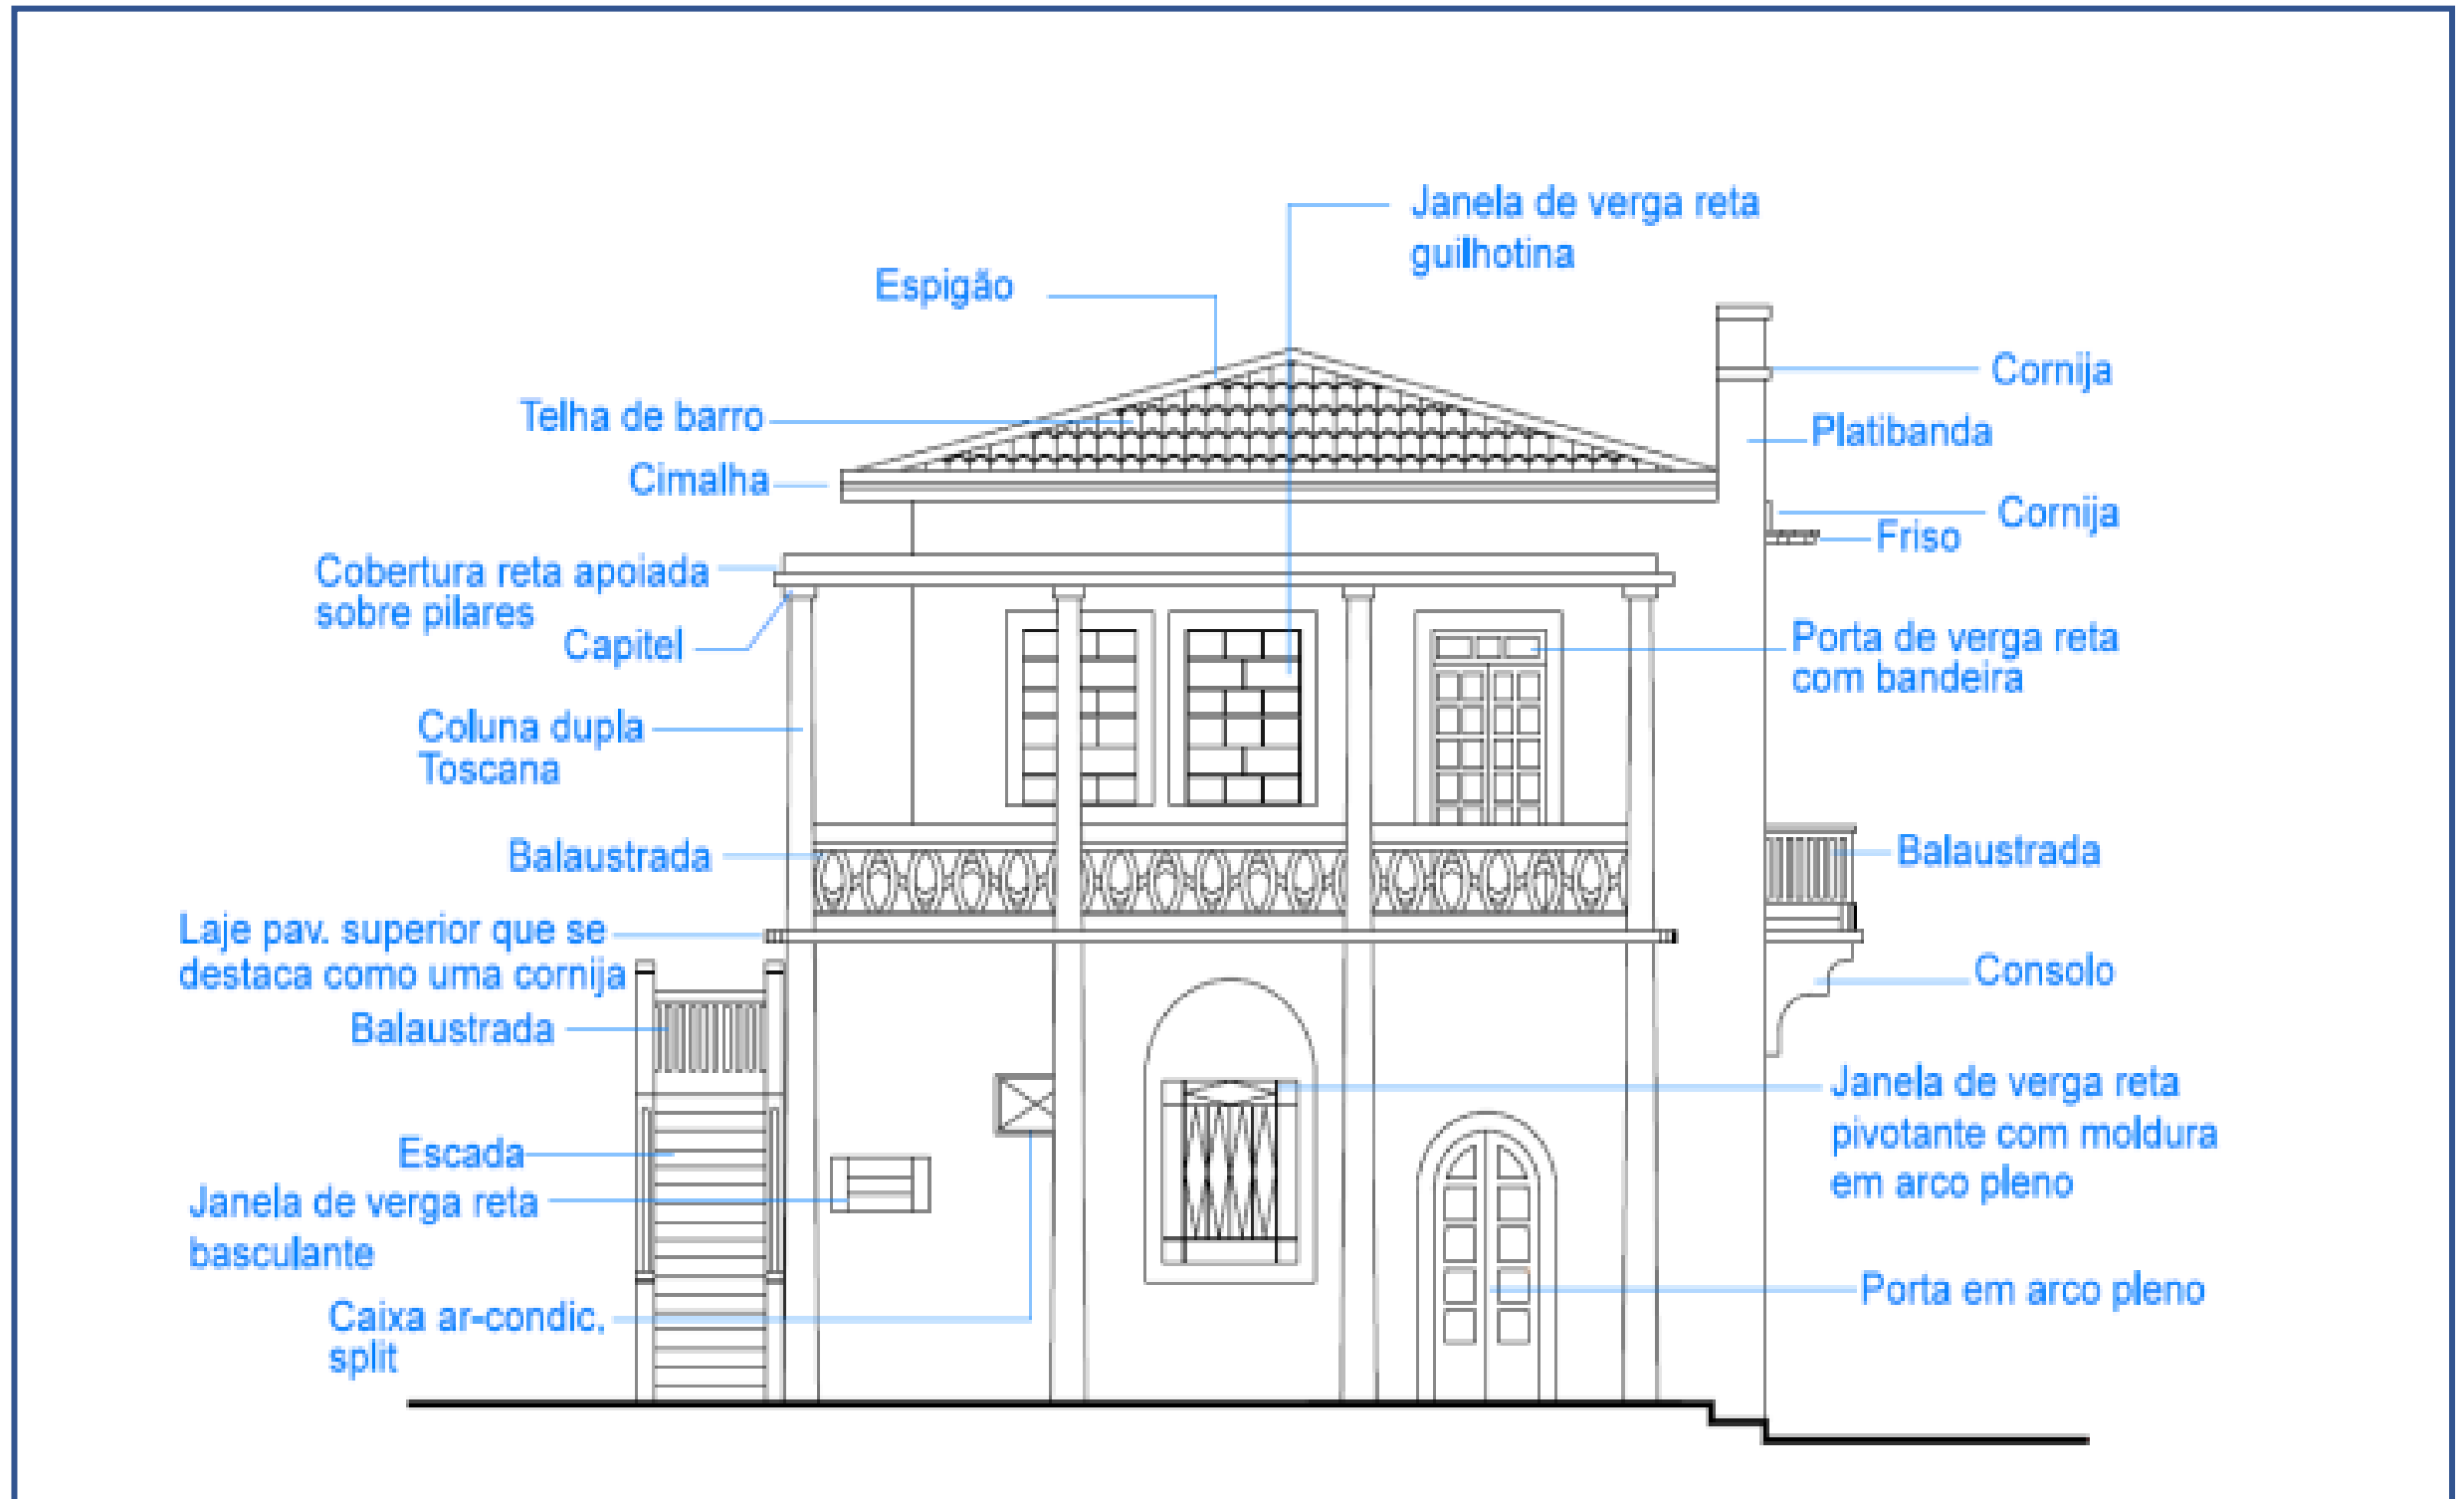 Janela de verga reta
guilhotina
Espigão
Cornija
Telha de barro
Platibanda
Cimalha
Cornija
Friso
Cobertura reta apoiada
sobre pilares
Capitel
Porta de verga reta
com bandeira
Coluna dupla
Toscana
Balaustrada
Balaustrada
Laje pav. superior que se
destaca como uma cornija
Consolo
Balaustrada
Janela de verga reta
pivotante com moldura
em arco pleno
Escada
Janela de verga reta
basculante
Porta em arco pleno
Caixa ar-condic,
split